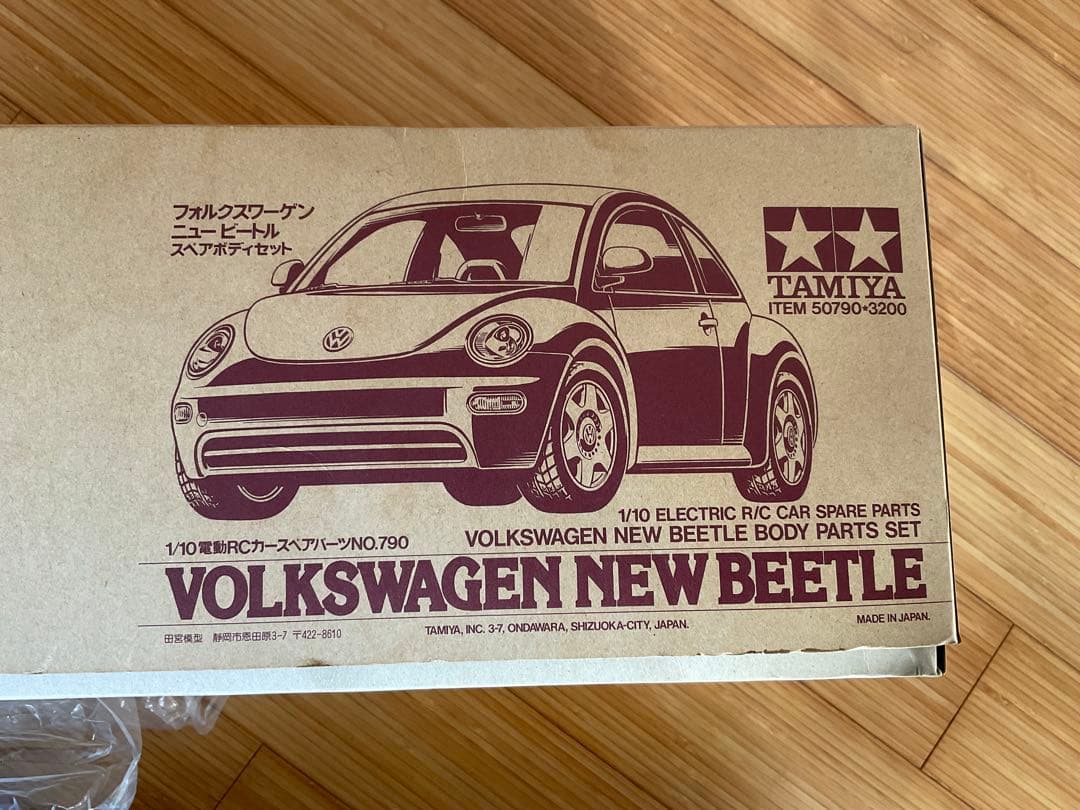 フォルクスワーゲン
ニュー ビートル
スペアボディセット
TAMIYA
ITEM 50790★3200
1/10 ELECTRIC R/C CAR SPARE PARTS
1/10電動RCカースペアパーツNO.790
VOLKSWAGEN NEW BEETLE BODY PARTS SET
VOLKSWAGEN NEW BEETLE
田宮模型 静岡市恩田原3-7 〒422-8610
TAMIYA, INC. 3-7, ONDAWARA, SHIZUOKA-CITY, JAPAN.
MADE IN JAPAN.